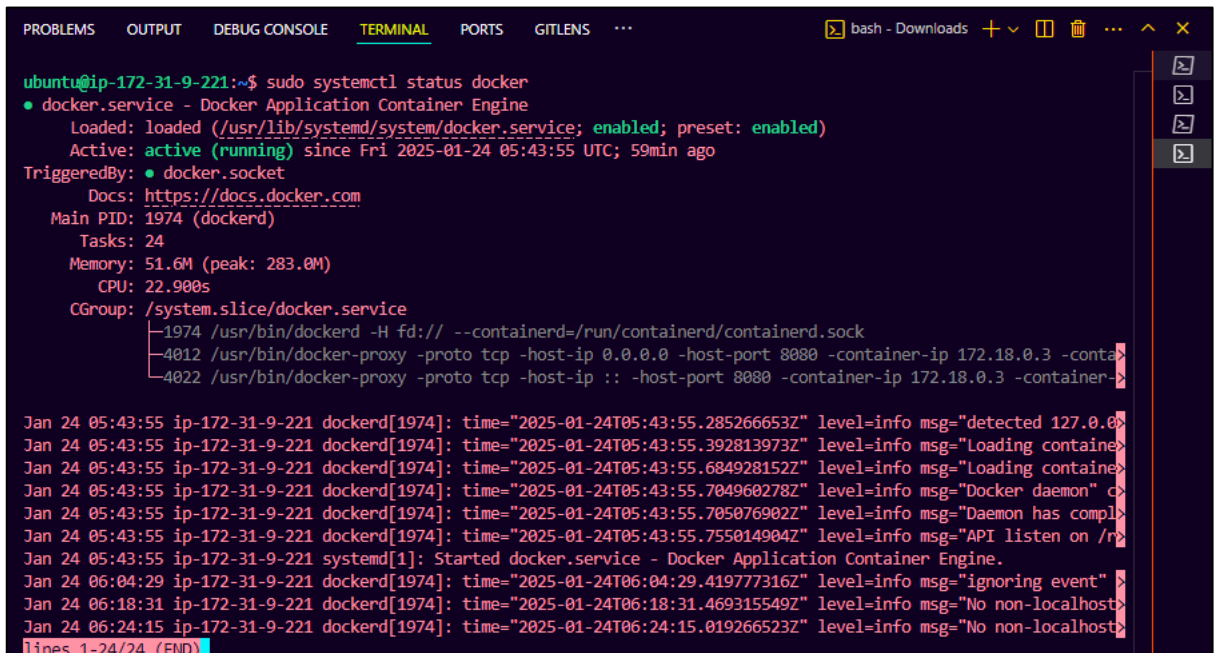 PROBLEMS OUTPUT DEBUG CONSOLE TERMINAL PORTS GITLENS ··· bash - Downloads
ubuntu@ip-172-31-9-221:~$ sudo systemctl status docker
● docker.service - Docker Application Container Engine
     Loaded: loaded (/usr/lib/systemd/system/docker.service; enabled; preset: enabled)
     Active: active (running) since Fri 2025-01-24 05:43:55 UTC; 59min ago
TriggeredBy: ● docker.socket
       Docs: https://docs.docker.com
   Main PID: 1974 (dockerd)
      Tasks: 24
     Memory: 51.6M (peak: 283.0M)
        CPU: 22.900s
     CGroup: /system.slice/docker.service
             ├─1974 /usr/bin/dockerd -H fd:// --containerd=/run/containerd/containerd.sock
             ├─4012 /usr/bin/docker-proxy -proto tcp -host-ip 0.0.0.0 -host-port 8080 -container-ip 172.18.0.3 -conta>
             └─4022 /usr/bin/docker-proxy -proto tcp -host-ip :: -host-port 8080 -container-ip 172.18.0.3 -container->
Jan 24 05:43:55 ip-172-31-9-221 dockerd[1974]: time="2025-01-24T05:43:55.285266653Z" level=info msg="detected 127.0.0>
Jan 24 05:43:55 ip-172-31-9-221 dockerd[1974]: time="2025-01-24T05:43:55.392813973Z" level=info msg="Loading containe>
Jan 24 05:43:55 ip-172-31-9-221 dockerd[1974]: time="2025-01-24T05:43:55.684928152Z" level=info msg="Loading containe>
Jan 24 05:43:55 ip-172-31-9-221 dockerd[1974]: time="2025-01-24T05:43:55.704960278Z" level=info msg="Docker daemon" c>
Jan 24 05:43:55 ip-172-31-9-221 dockerd[1974]: time="2025-01-24T05:43:55.705076902Z" level=info msg="Daemon has compl>
Jan 24 05:43:55 ip-172-31-9-221 dockerd[1974]: time="2025-01-24T05:43:55.755014904Z" level=info msg="API listen on /r>
Jan 24 05:43:55 ip-172-31-9-221 systemd[1]: Started docker.service - Docker Application Container Engine.
Jan 24 06:04:29 ip-172-31-9-221 dockerd[1974]: time="2025-01-24T06:04:29.419777316Z" level=info msg="ignoring event" >
Jan 24 06:18:31 ip-172-31-9-221 dockerd[1974]: time="2025-01-24T06:18:31.469315549Z" level=info msg="No non-localhost>
Jan 24 06:24:15 ip-172-31-9-221 dockerd[1974]: time="2025-01-24T06:24:15.019266523Z" level=info msg="No non-localhost>
lines 1-24/24 (END)